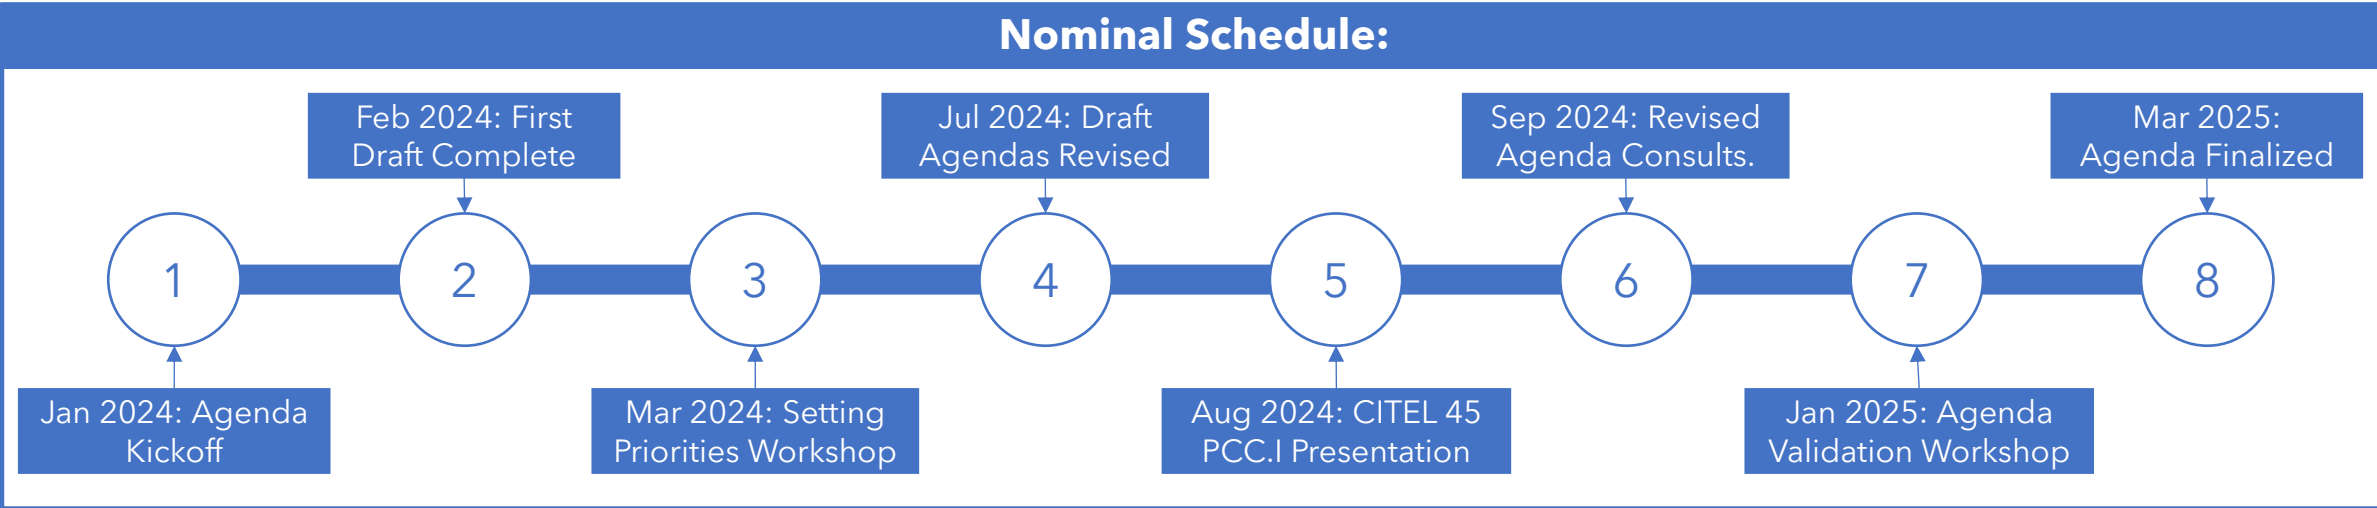 Nominal Schedule:
Feb 2024: First
Draft Complete
Jul 2024: Draft
Agendas Revised
Sep 2024: Revised
Agenda Consults.
Mar 2025:
Agenda Finalized
1
2
3
4
5
6
7
8
Jan 2024: Agenda
Kickoff
Mar 2024: Setting
Priorities Workshop
Aug 2024: CITEL 45
PCC.I Presentation
Jan 2025: Agenda
Validation Workshop